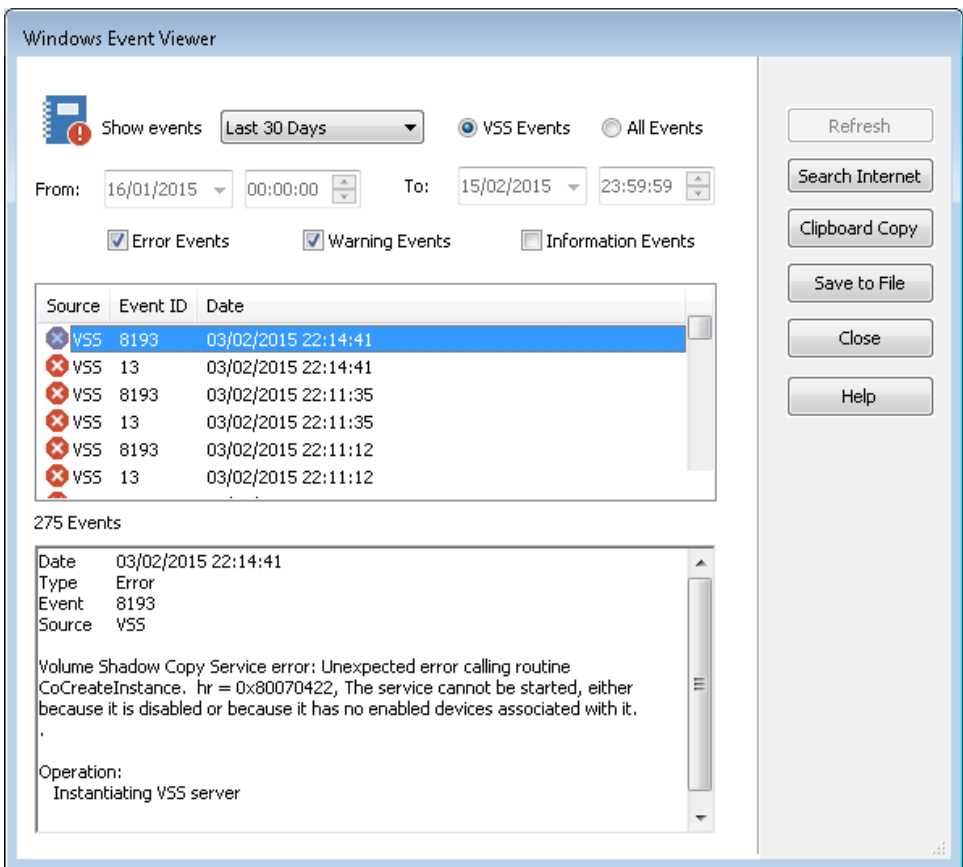 Windows Event Viewer
Show events Last 30 Days VSS Events All Events
From: 16/01/2015 00:00:00 To: 15/02/2015 23:59:59
Error Events Warning Events Information Events
Source Event ID Date
VSS 8193 03/02/2015 22:14:41
VSS 13 03/02/2015 22:14:41
VSS 8193 03/02/2015 22:11:35
VSS 13 03/02/2015 22:11:35
VSS 8193 03/02/2015 22:11:12
VSS 13 03/02/2015 22:11:12
275 Events
Date 03/02/2015 22:14:41
Type Error
Event 8193
Source VSS
Volume Shadow Copy Service error: Unexpected error calling routine
CoCreateInstance. hr = 0x80070422, The service cannot be started, either
because it is disabled or because it has no enabled devices associated with it.
.
Operation:
Instantiating VSS server
Refresh
Search Internet
Clipboard Copy
Save to File
Close
Help